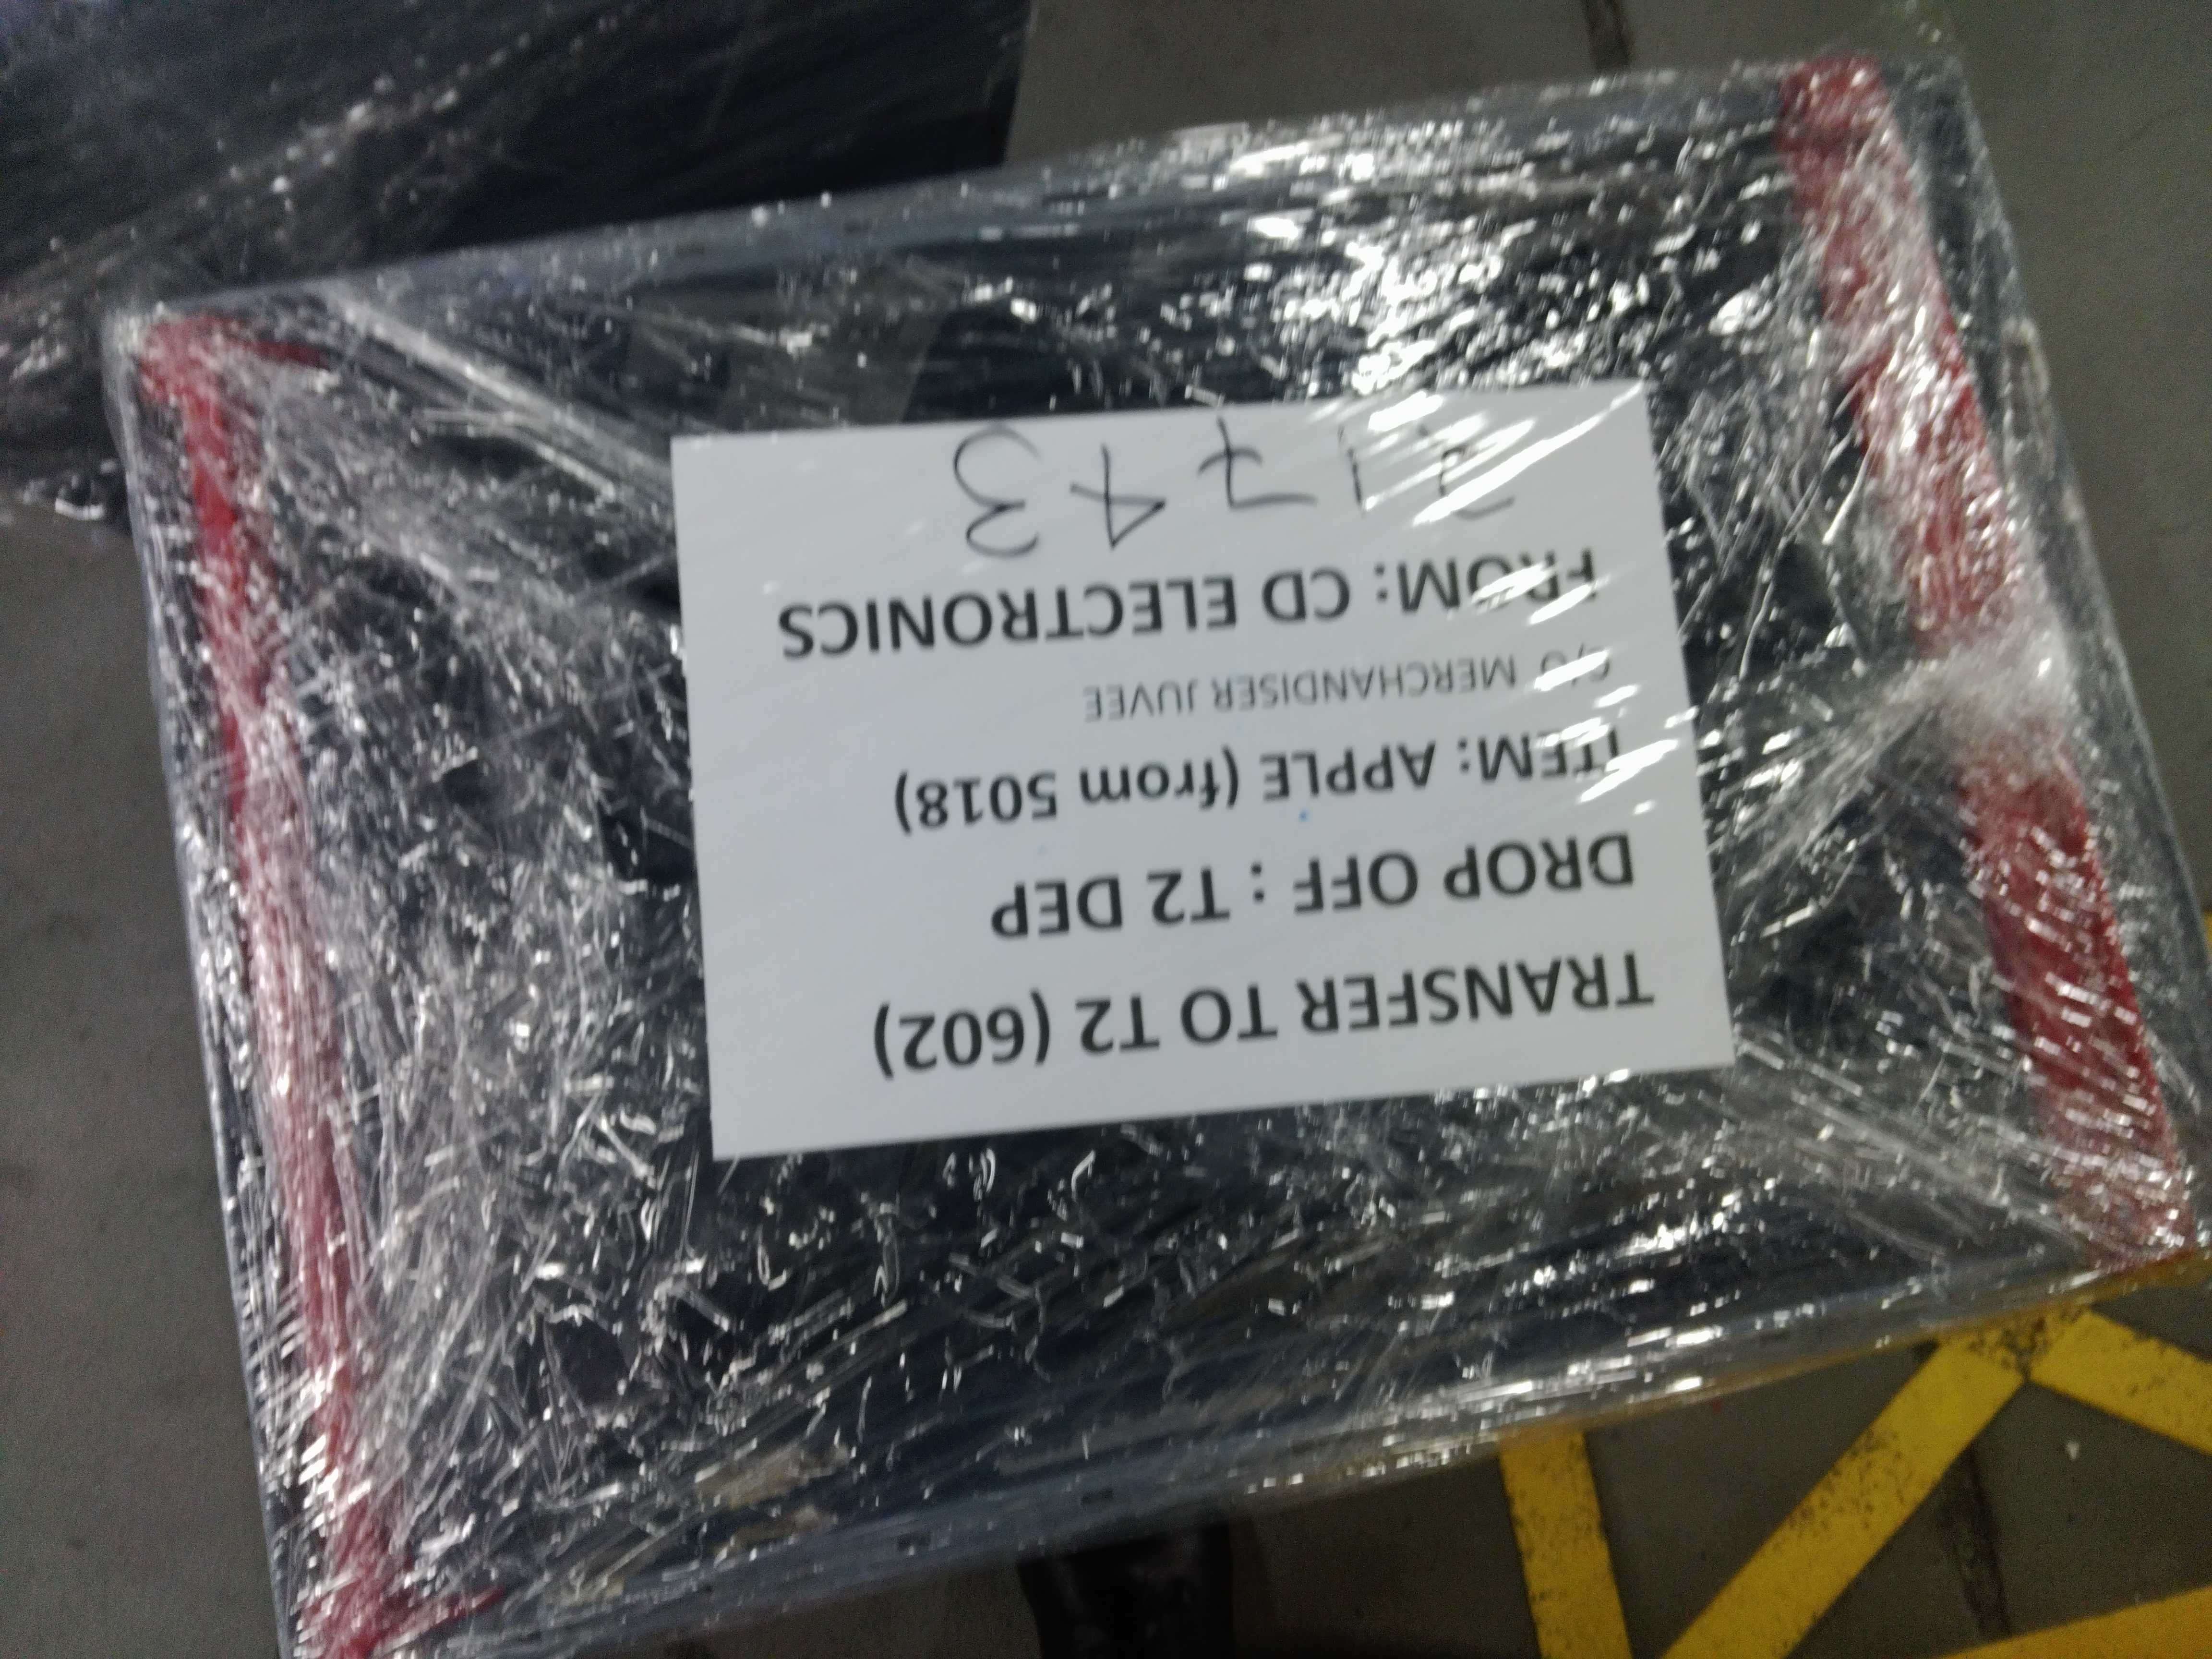 TRANSFER TO T2 (602)
DROP OFF : T2 DEP
ITEM: APPLE (from 5018)
C/O MERCHANDISER JUVEE
FROM: CD ELECTRONICS
21743